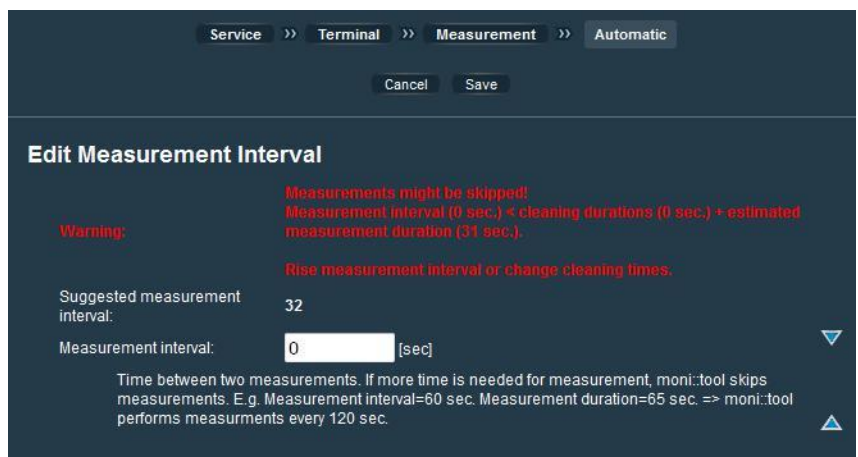 Service >> Terminal >> Measurement >> Automatic
Cancel Save
Edit Measurement Interval
Measurements might be skipped!
Measurement interval (0 sec.) < cleaning durations (0 sec.) + estimated
Warning: measurement duration (31 sec.).
Rise measurement interval or change cleaning times.
Suggested measurement
interval: 32
Measurement interval: 0 [sec]
Time between two measurements. If more time is needed for measurement, moni::tool skips
measurements. E.g. Measurement interval=60 sec. Measurement duration=65 sec. => moni::tool
performs measurments every 120 sec.